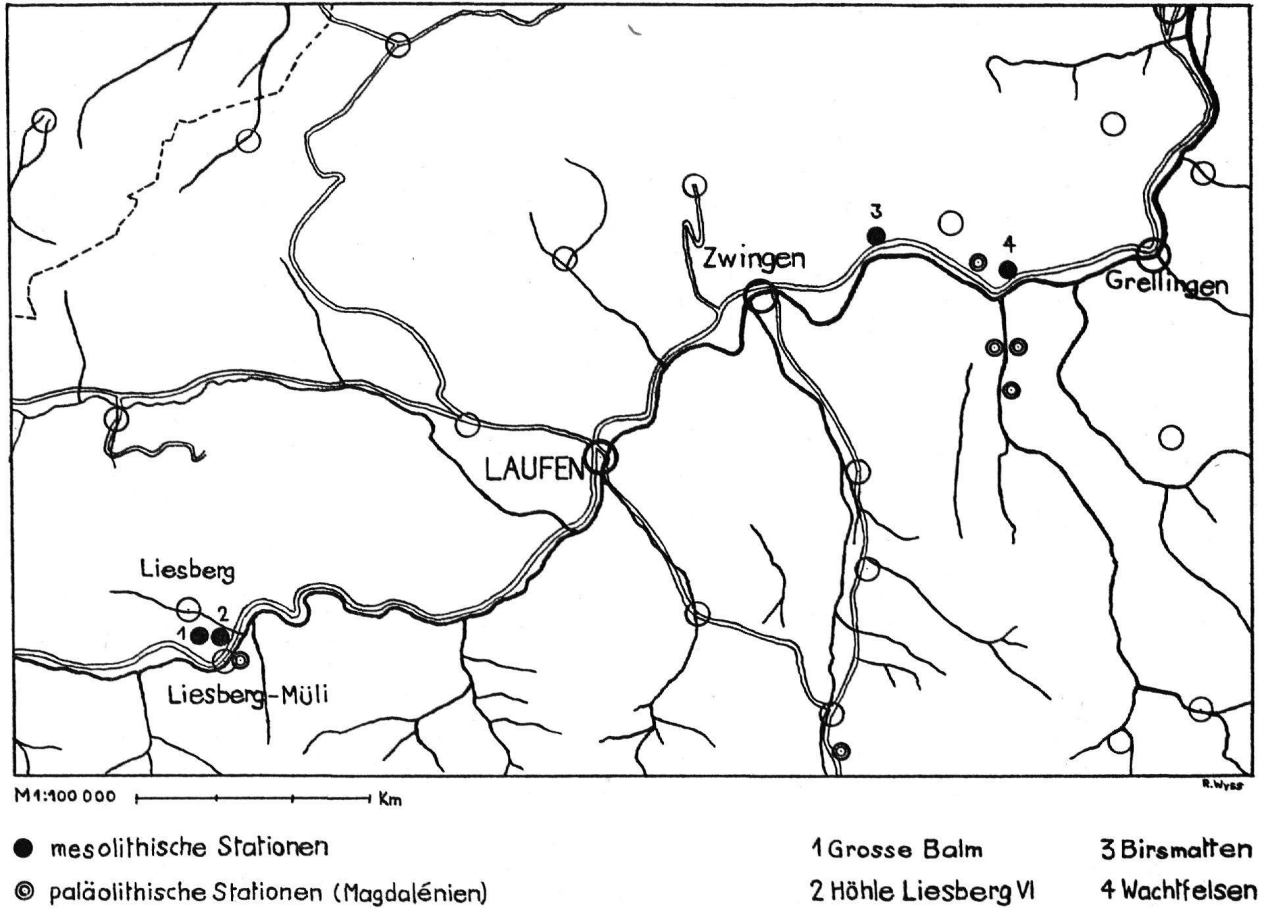 3
4
Zwingen
Grellingen
LAUFEN
Liesberg
1 2
Liesberg-Müli
M 1:100 000 Km
R. Wyss
mesolithische Stationen
paläolithische Stationen (Magdalénien)
1 Grosse Balm
2 Höhle Liesberg VI
3 Birsmatten
4 Wachtfelsen